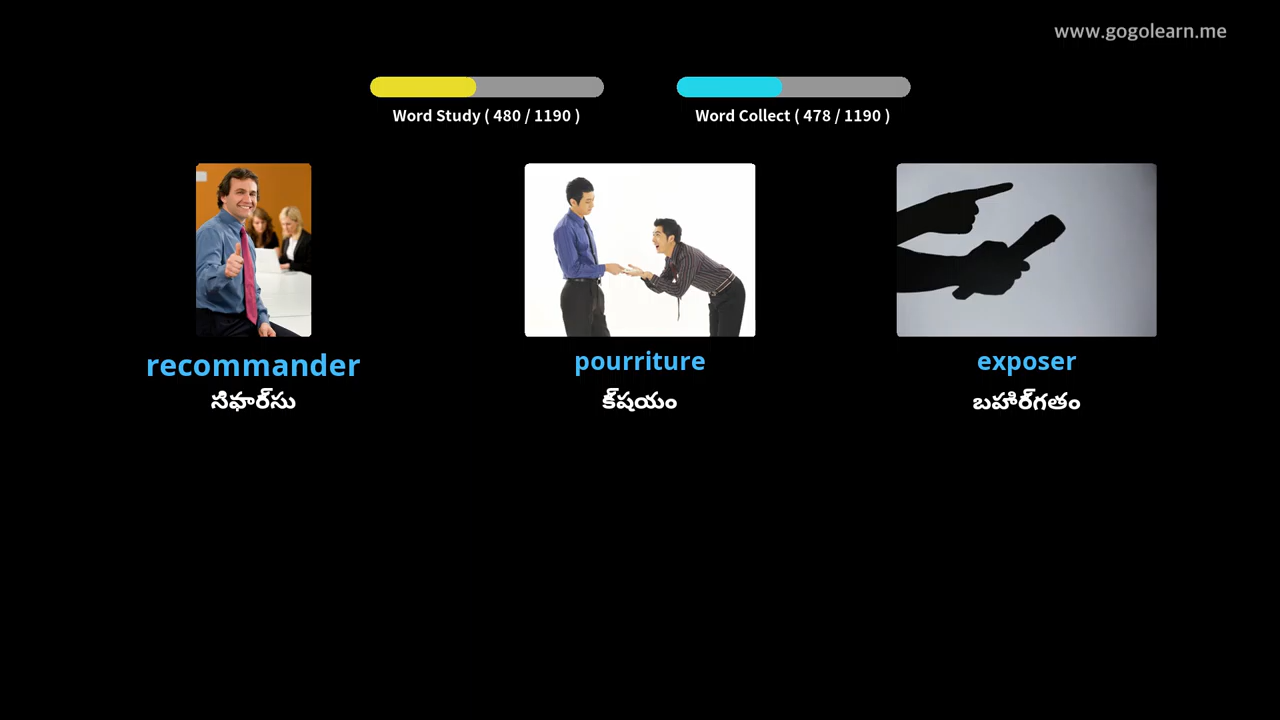 www.gogolearn.me
Word Study ( 480 / 1190 )
Word Collect ( 478 / 1190 )
recommander
సిఫార్‌సు
pourriture
క్‌షయం
exposer
బహిర్‌గతం